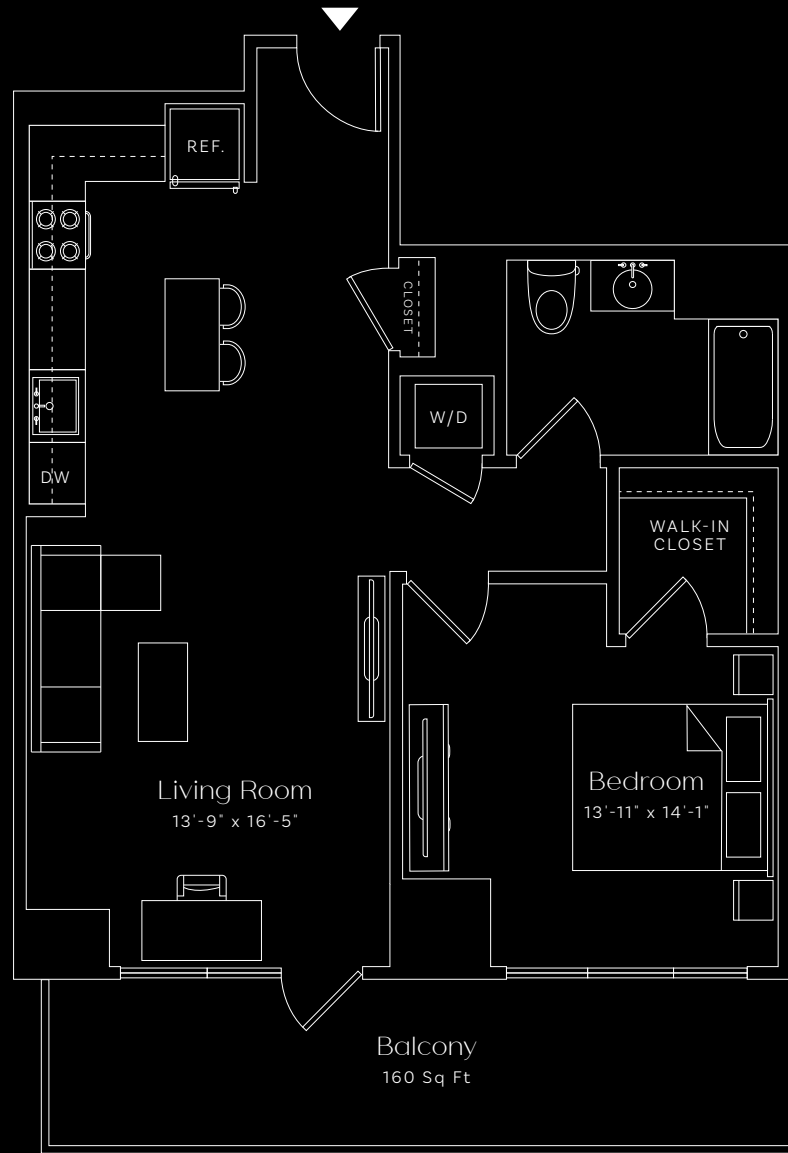 REF.
CLOSET
W/D
DW
WALK-IN
CLOSET
Living Room
13'-9" x 16'-5"
Bedroom
13'-11" x 14'-1"
Balcony
160 Sq Ft